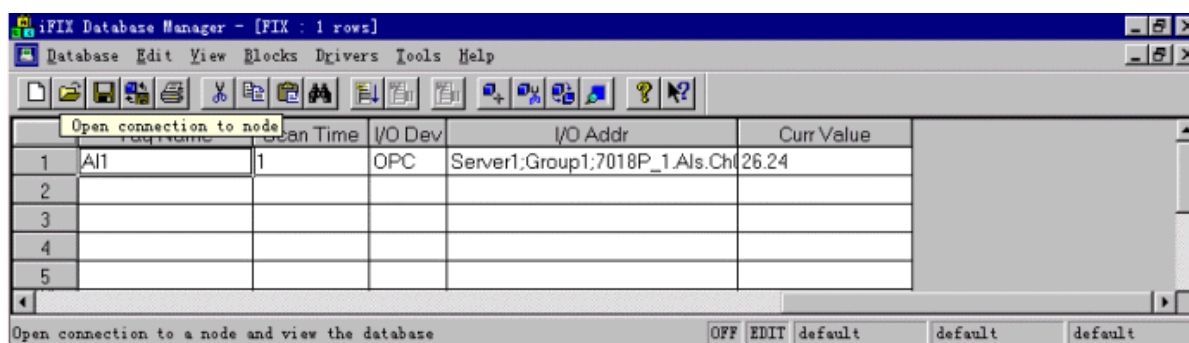 iFIX Database Manager - [FIX : 1 rows]
Database Edit View Blocks Drivers Tools Help
Open connection to node
Scan Time I/O Dev I/O Addr Curr Value
1 AI1 1 OPC Server1;Group1;7018P_1.AIs.Ch 26.24
2
3
4
5
Open connection to a node and view the database OFF EDIT default default default